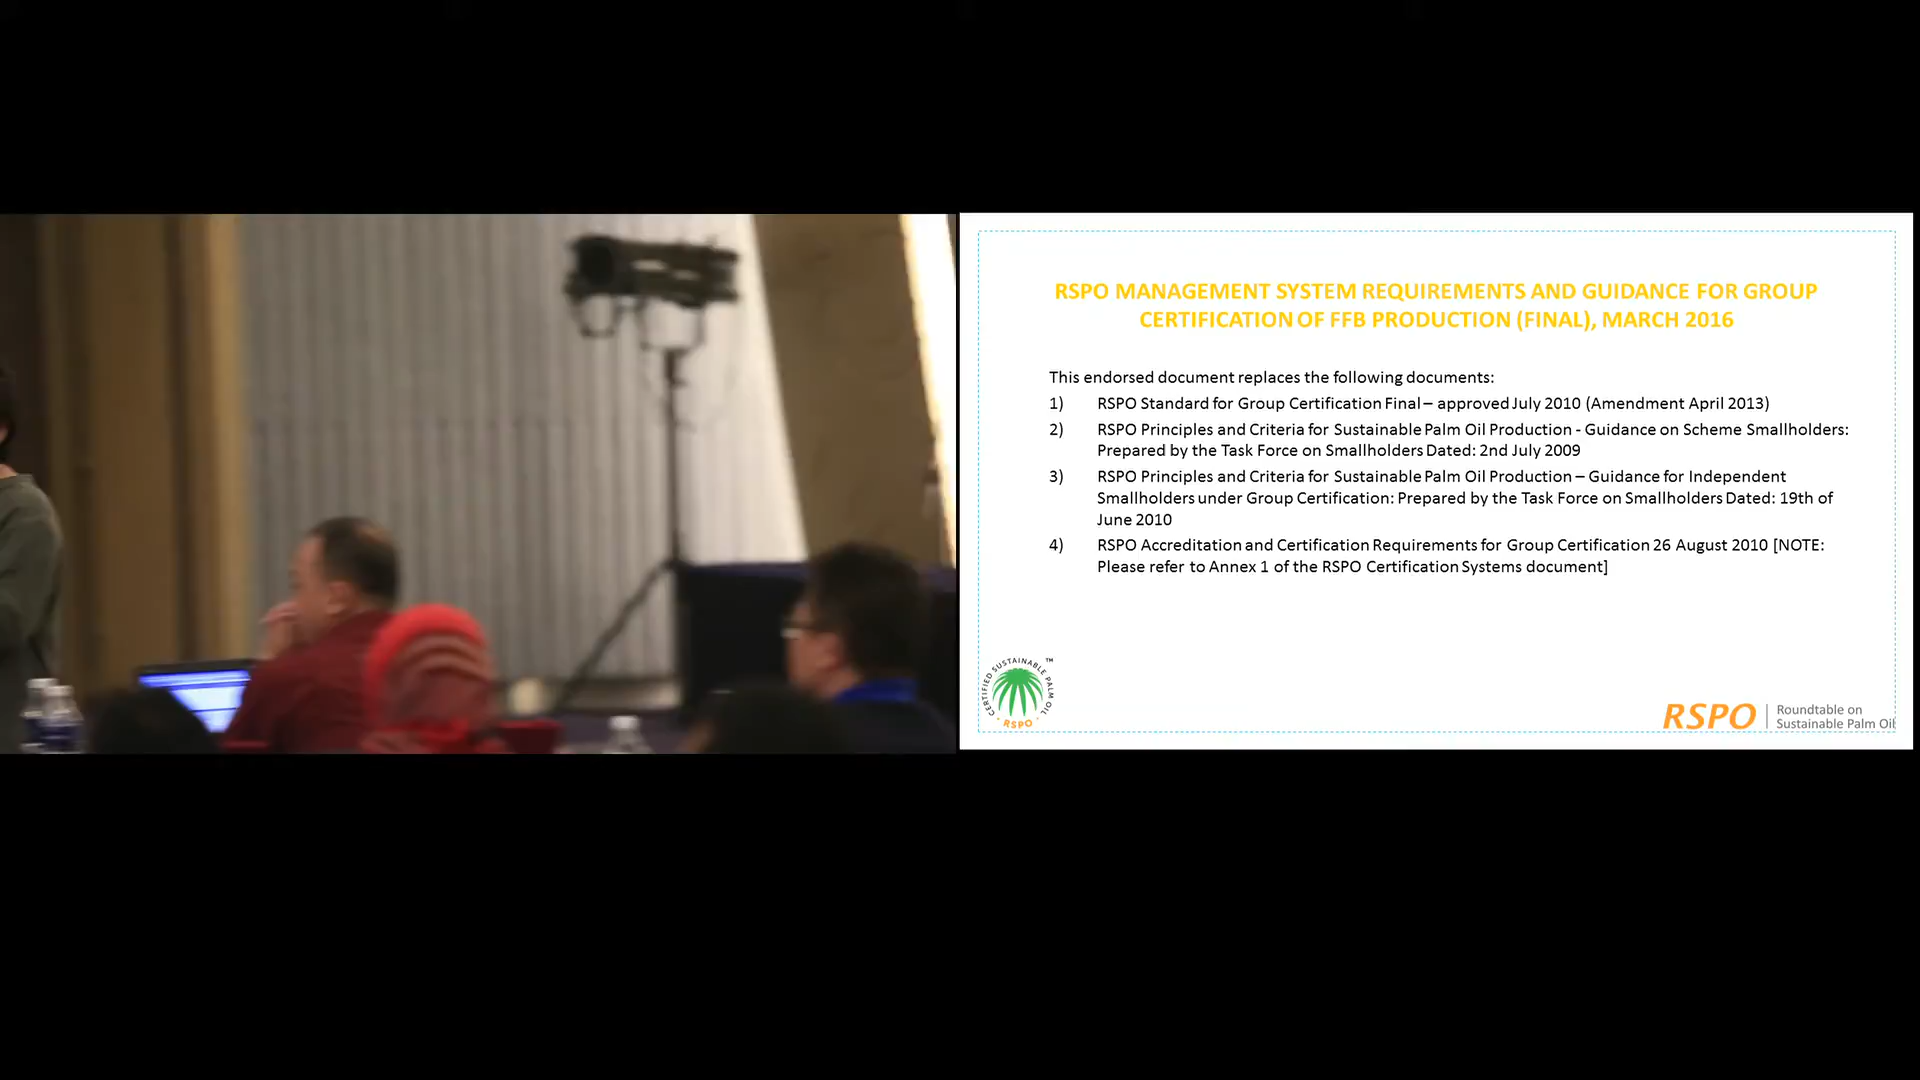 RSPO MANAGEMENT SYSTEM REQUIREMENTS AND GUIDANCE FOR GROUP
CERTIFICATION OF FFB PRODUCTION (FINAL), MARCH 2016
This endorsed document replaces the following documents:
1) RSPO Standard for Group Certification Final – approved July 2010 (Amendment April 2013)
2) RSPO Principles and Criteria for Sustainable Palm Oil Production - Guidance on Scheme Smallholders:
Prepared by the Task Force on Smallholders Dated: 2nd July 2009
3) RSPO Principles and Criteria for Sustainable Palm Oil Production – Guidance for Independent
Smallholders under Group Certification: Prepared by the Task Force on Smallholders Dated: 19th of
June 2010
4) RSPO Accreditation and Certification Requirements for Group Certification 26 August 2010 [NOTE:
Please refer to Annex 1 of the RSPO Certification Systems document]
CERTIFIED SUSTAINABLE PALM OIL ™
RSPO
RSPO
Roundtable on
Sustainable Palm Oil